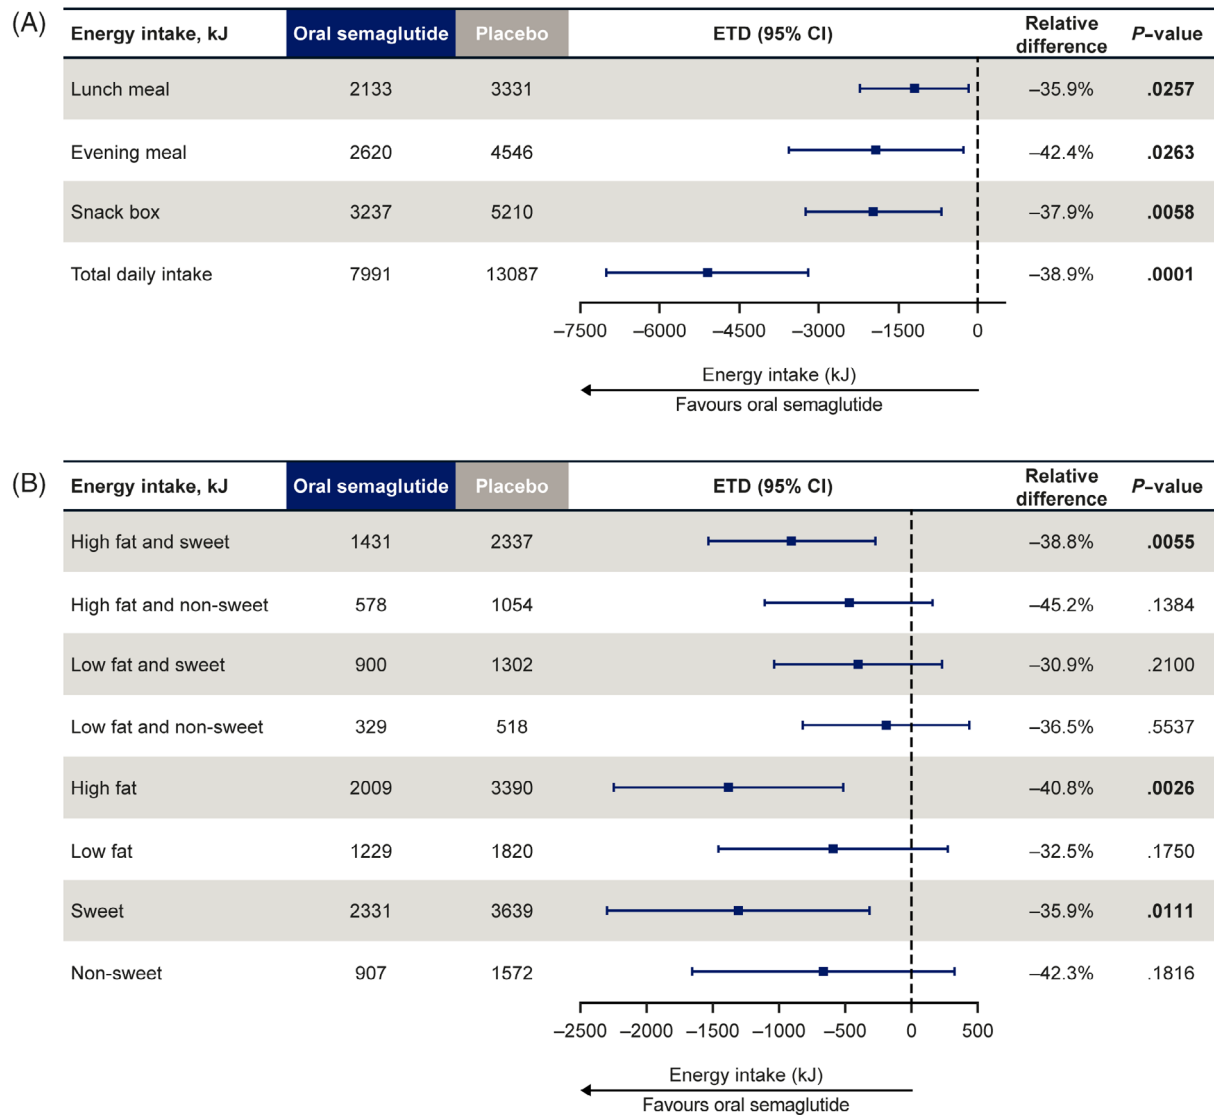 (A)
Energy intake, kJ Oral semaglutide Placebo ETD (95% CI) Relative difference P–value
Lunch meal 2133 3331 –35.9% .0257
Evening meal 2620 4546 –42.4% .0263
Snack box 3237 5210 –37.9% .0058
Total daily intake 7991 13087 –38.9% .0001
–7500 –6000 –4500 –3000 –1500 0
Energy intake (kJ)
Favours oral semaglutide
(B)
Energy intake, kJ Oral semaglutide Placebo ETD (95% CI) Relative difference P–value
High fat and sweet 1431 2337 –38.8% .0055
High fat and non-sweet 578 1054 –45.2% .1384
Low fat and sweet 900 1302 –30.9% .2100
Low fat and non-sweet 329 518 –36.5% .5537
High fat 2009 3390 –40.8% .0026
Low fat 1229 1820 –32.5% .1750
Sweet 2331 3639 –35.9% .0111
Non-sweet 907 1572 –42.3% .1816
–2500 –2000 –1500 –1000 –500 0 500
Energy intake (kJ)
Favours oral semaglutide